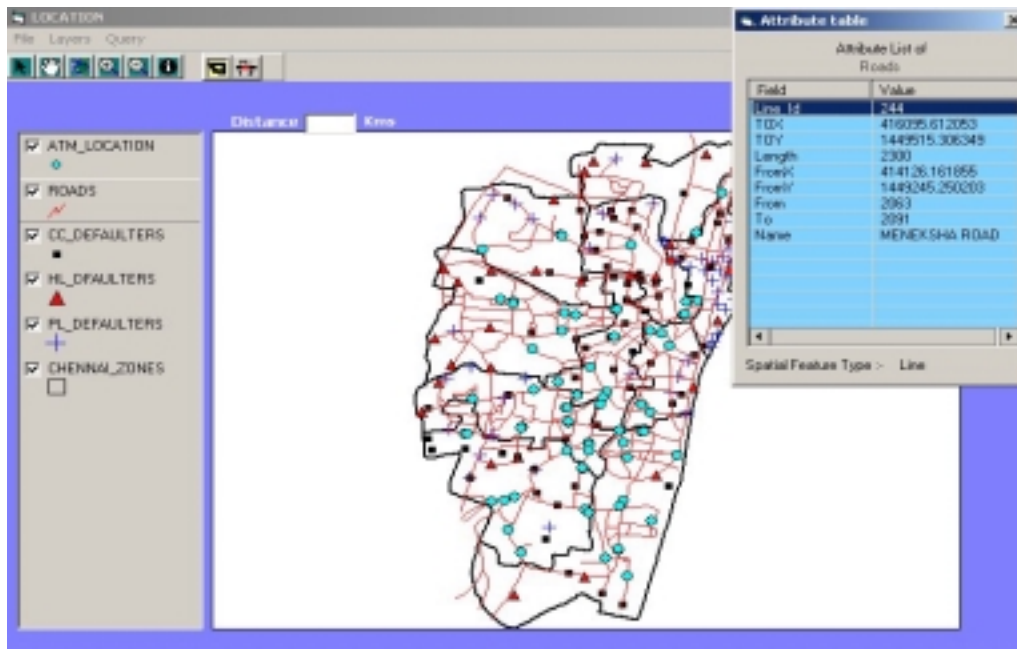 LOCATION
File Layers Query
Distance Kms
ATM_LOCATION
ROADS
CC_DEFAULTERS
HL_DFAULTERS
PL_DEFAULTERS
CHENNAI_ZONES
Attribute table
Attribute List of
Roads
Field Value
Line_Id 244
TOX 416095.612053
TOY 1449515.306349
Length 2300
FromX 414126.161855
FromY 1449245.250203
From 2063
To 2091
Name MENEKSHA ROAD
Spatial Feature Type :- Line